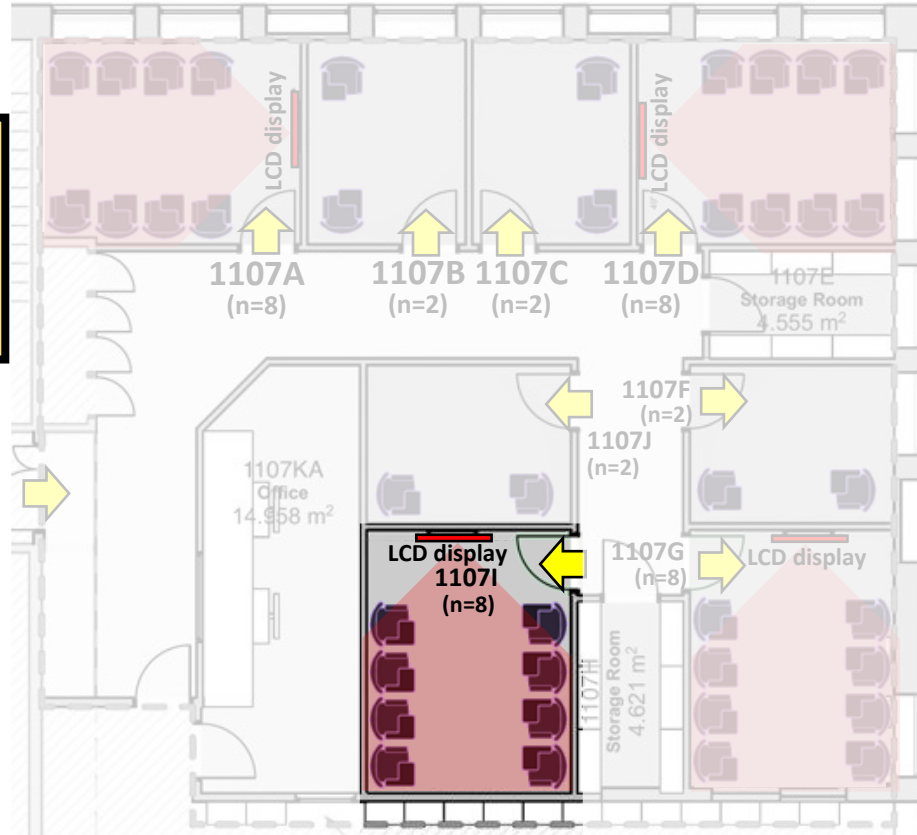 LCD display
LCD display
1107A
(n=8)
1107B
(n=2)
1107C
(n=2)
1107D
(n=8)
1107E
Storage Room
4.555 m²
1107F
(n=2)
1107J
(n=2)
1107KA
Office
14.958 m²
LCD display
1107I
(n=8)
1107G
(n=8)
LCD display
1107H
Storage Room
4.621 m²